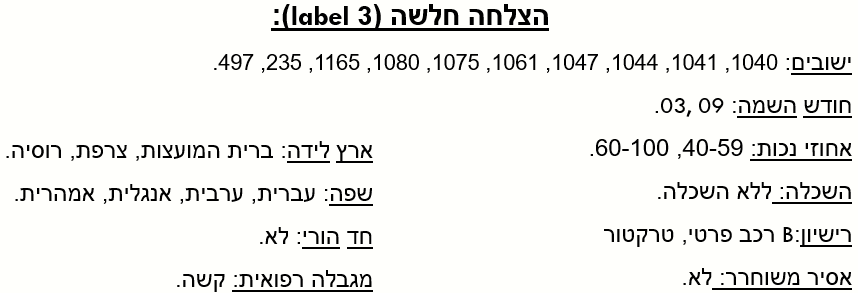 הצלחה חלשה (label 3):
ישובים: 1040, 1041, 1044, 1047, 1061, 1075, 1080, 1165, 235, 497.
חודש השמה: 09 ,03.
אחוזי נכות: 40-59, 60-100.
השכלה: ללא השכלה.
רישיון:B רכב פרטי, טרקטור
אסיר משוחרר: לא.
ארץ לידה: ברית המועצות, צרפת, רוסיה.
שפה: עברית, ערבית, אנגלית, אמהרית.
חד הורי: לא.
מגבלה רפואית: קשה.